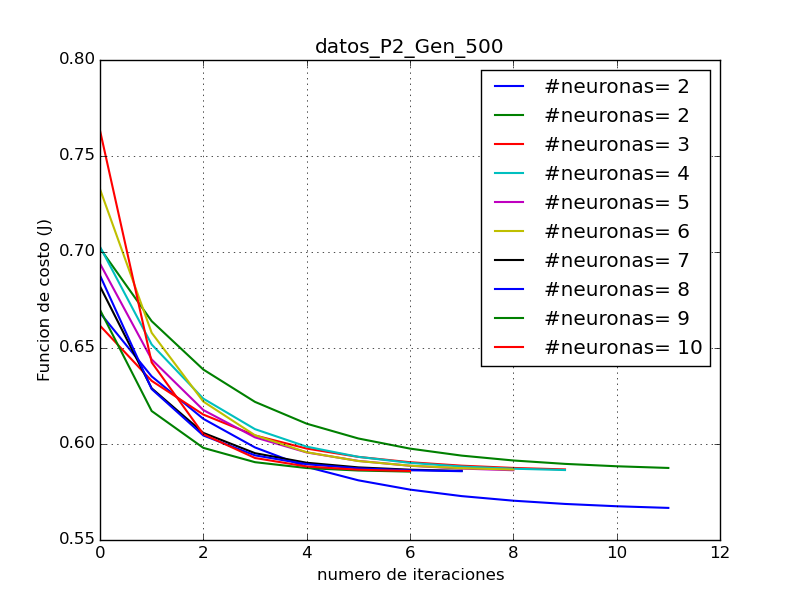 datos_P2_Gen_500
0.80
0.75
0.70
0.65
0.60
0.55
Funcion de costo (J)
#neuronas= 2
#neuronas= 2
#neuronas= 3
#neuronas= 4
#neuronas= 5
#neuronas= 6
#neuronas= 7
#neuronas= 8
#neuronas= 9
#neuronas= 10
0 2 4 6 8 10 12
numero de iteraciones